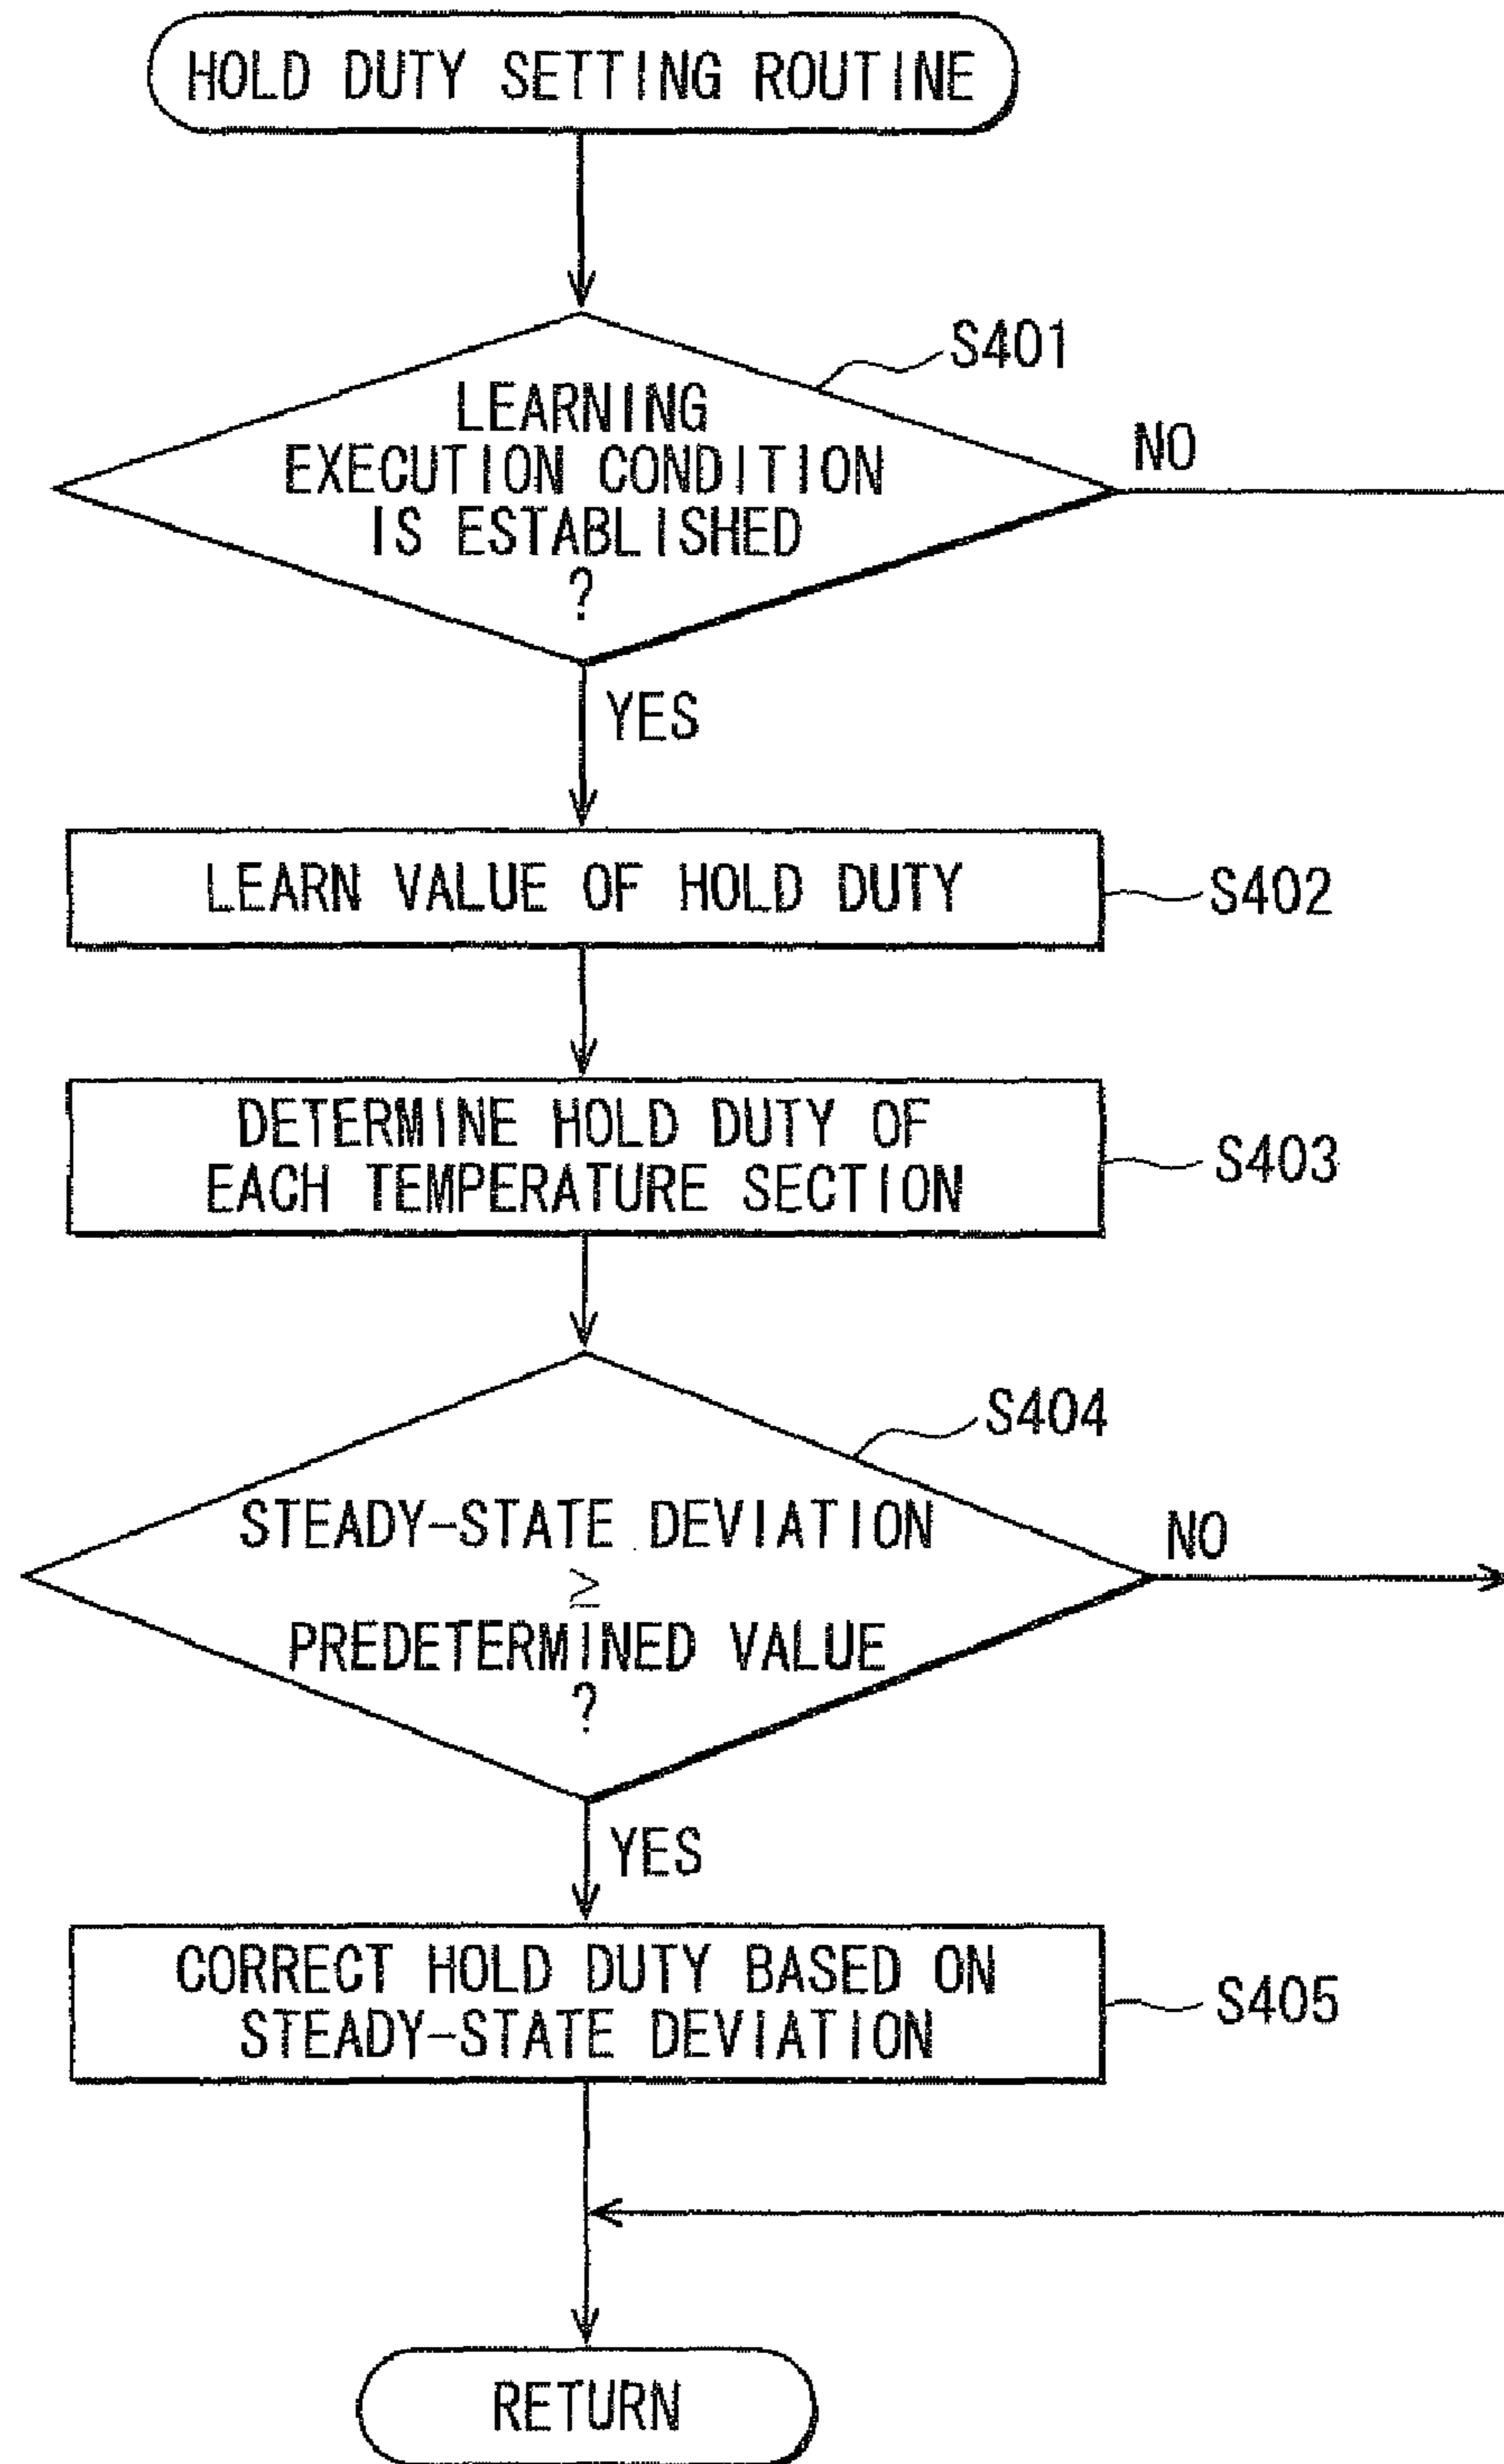 HOLD DUTY SETTING ROUTINE
S401
LEARNING
EXECUTION CONDITION
IS ESTABLISHED
?
NO
YES
LEARN VALUE OF HOLD DUTY
S402
DETERMINE HOLD DUTY OF
EACH TEMPERATURE SECTION
S403
S404
STEADY-STATE DEVIATION
≥
PREDETERMINED VALUE
?
NO
YES
CORRECT HOLD DUTY BASED ON
STEADY-STATE DEVIATION
S405
RETURN